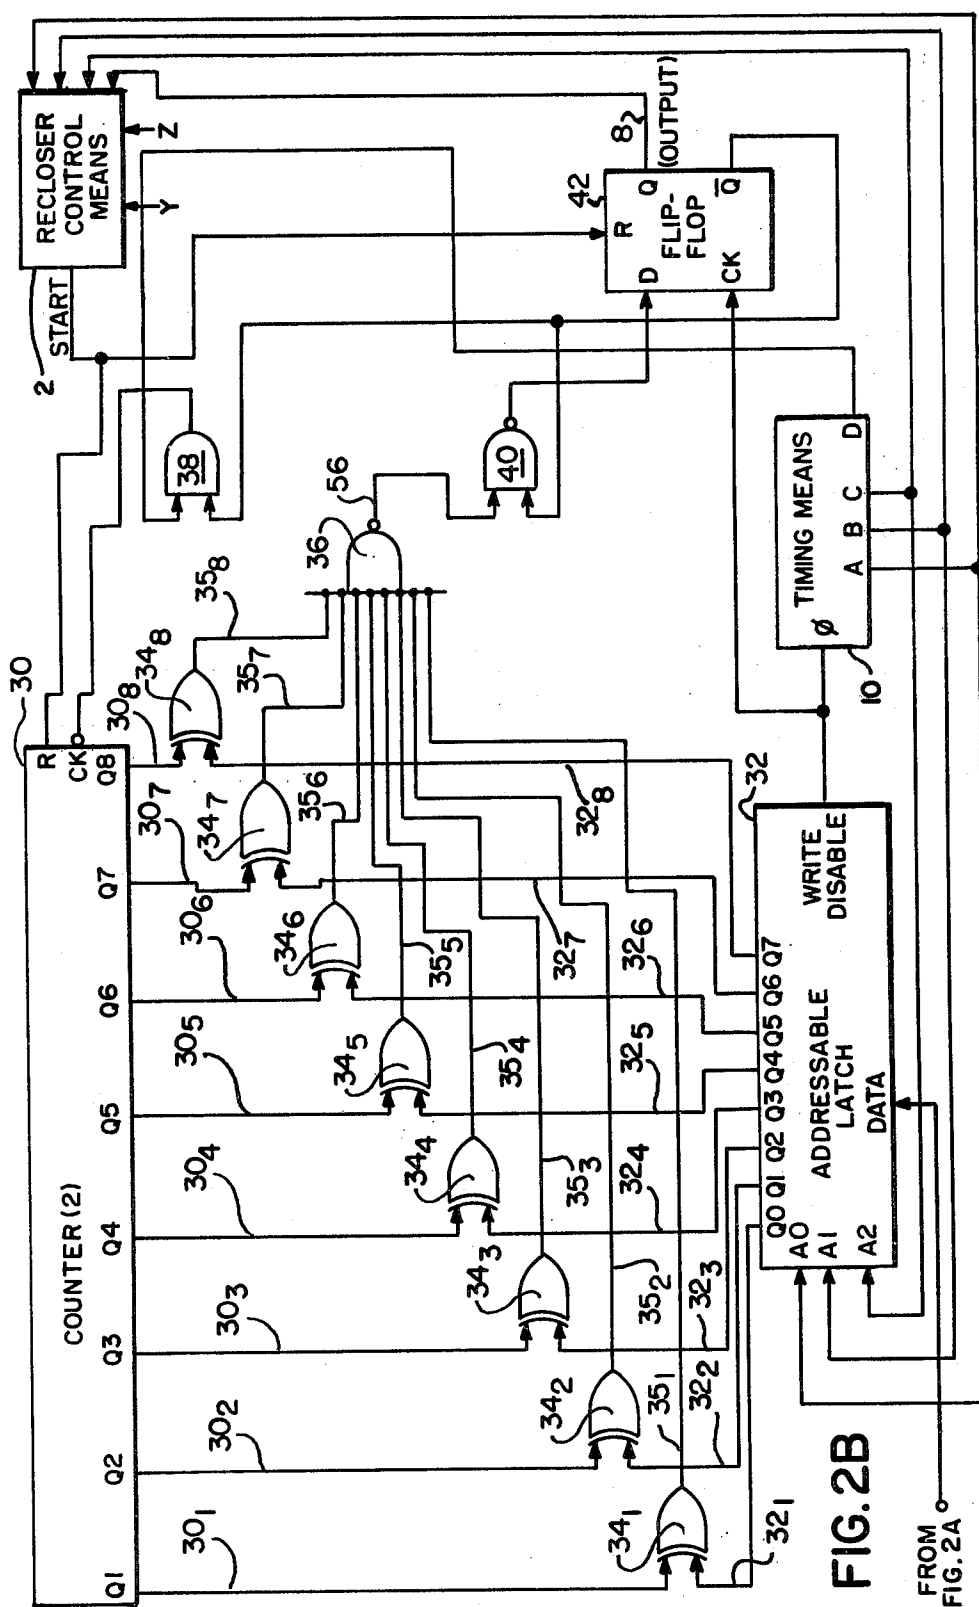 30
COUNTER (2)
R
CK
Q1
Q2
Q3
Q4
Q5
Q6
Q7
Q8
30₁
30₂
30₃
30₄
30₅
30₆
30₇
30₈
34₁
34₂
34₃
34₄
34₅
34₆
34₇
34₈
35₁
35₂
35₃
35₄
35₅
35₆
35₇
35₈
36
56
38
40
2
START
RECLOSER
CONTROL
MEANS
Y
Z
42
R
D
Q
FLIP-
FLOP
CK
Q̅
8
(OUTPUT)
32₁
32₂
32₃
32₄
32₅
32₆
32₇
32₈
32
Q0
Q1
Q2
Q3
Q4
Q5
Q6
Q7
A0
A1
A2
ADDRESSABLE
LATCH
DATA
WRITE
DISABLE
10
Ø
TIMING MEANS
A
B
C
D
FIG. 2B
FROM
FIG. 2A